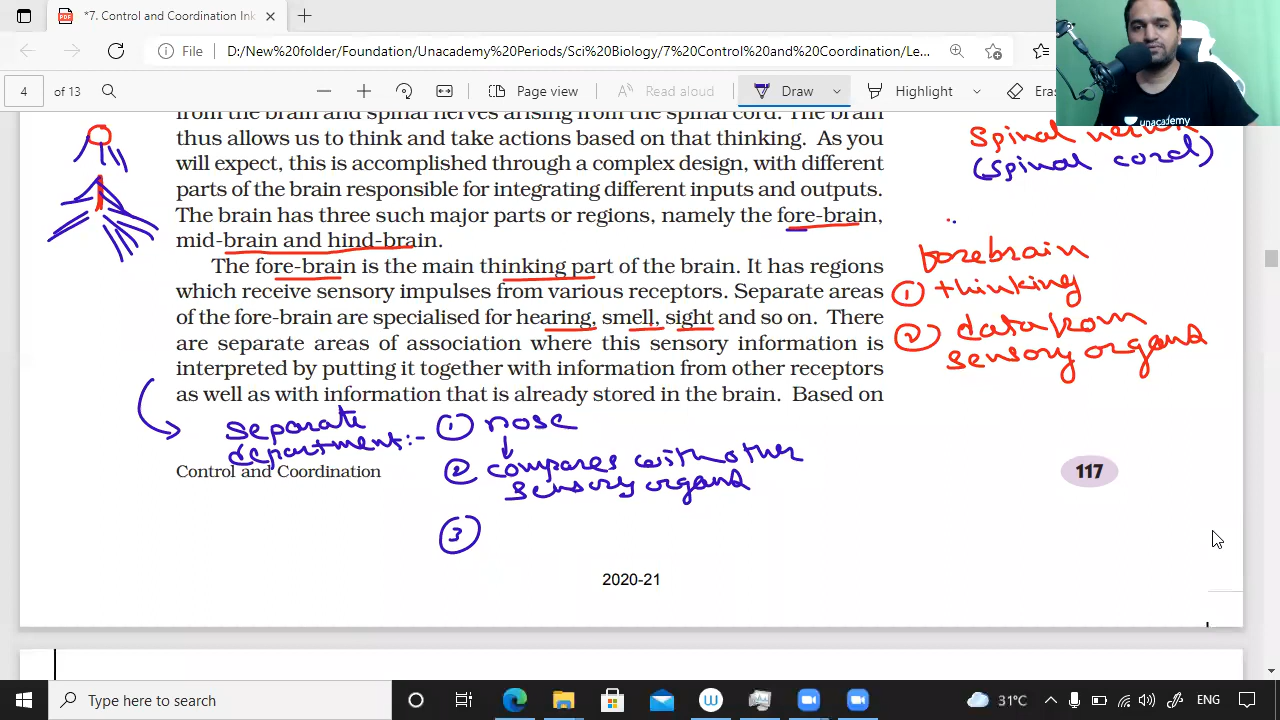 *7. Control and Coordination Ink
File
D:/New%20folder/Foundation/Unacademy%20Periods/Sci%20Biology/7%20Control%20and%20Coordination/Le...
4 of 13
Page view
Read aloud
Draw
Highlight
Eras
unacademy
from the brain and spinal nerves arising from the spinal cord. The brain
thus allows us to think and take actions based on that thinking. As you
will expect, this is accomplished through a complex design, with different
parts of the brain responsible for integrating different inputs and outputs.
The brain has three such major parts or regions, namely the fore-brain,
mid-brain and hind-brain.
The fore-brain is the main thinking part of the brain. It has regions
which receive sensory impulses from various receptors. Separate areas
of the fore-brain are specialised for hearing, smell, sight and so on. There
are separate areas of association where this sensory information is
interpreted by putting it together with information from other receptors
as well as with information that is already stored in the brain. Based on
Spinal nerves
(spinal cord)
forebrain
① thinking
② data from
sensory organs
separate
department:-
① nose
② compares with other
sensory organs
③
Control and Coordination
117
2020-21
Type here to search
31°C
ENG